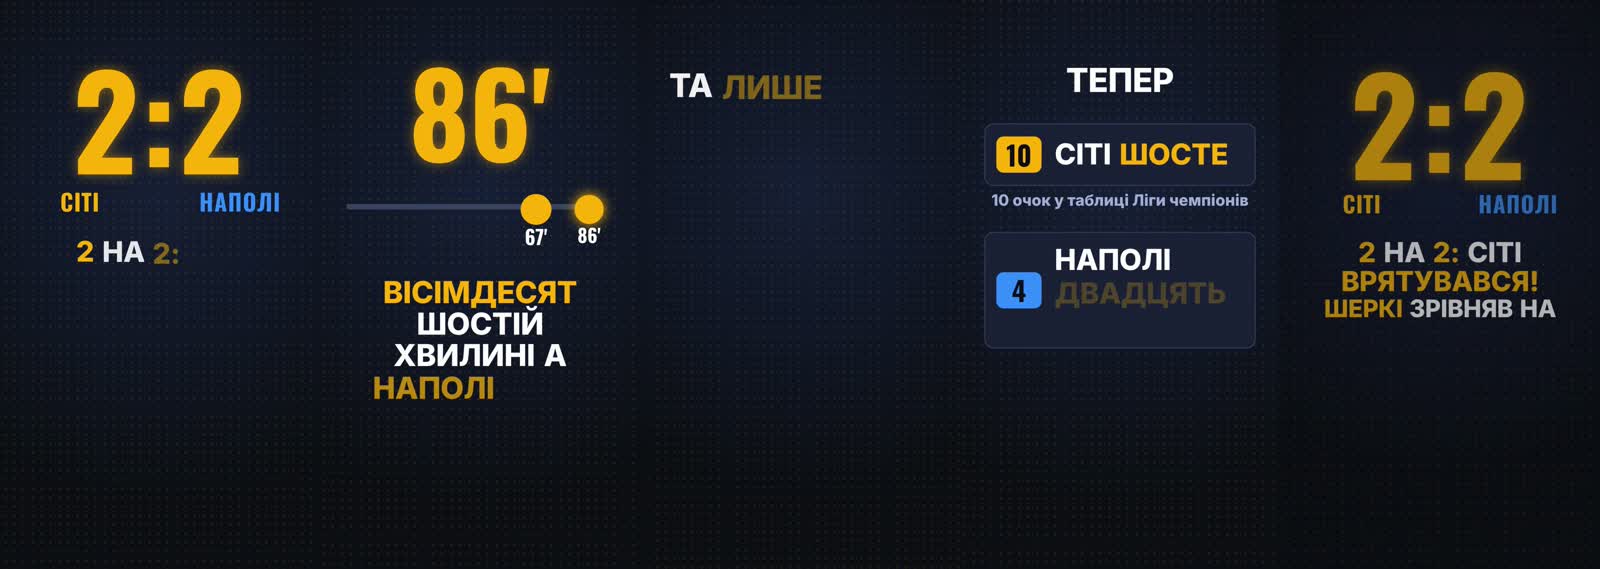 2:2
СІТІ НАПОЛІ
2 НА 2:
86'
67' 86'
ВІСІМДЕСЯТ
ШОСТІЙ
ХВИЛИНІ А
НАПОЛІ
ТА ЛИШЕ
ТЕПЕР
10 СІТІ ШОСТЕ
10 очок у таблиці Ліги чемпіонів
НАПОЛІ
4 ДВАДЦЯТЬ
2:2
СІТІ НАПОЛІ
2 НА 2: СІТІ
ВРЯТУВАВСЯ!
ШЕРКІ ЗРІВНЯВ НА